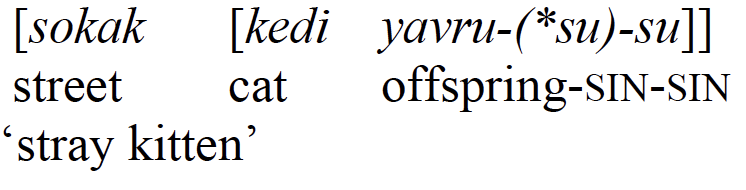 [sokak [kedi yavru-(*su)-su]]
street cat offspring-SIN-SIN
‘stray kitten’